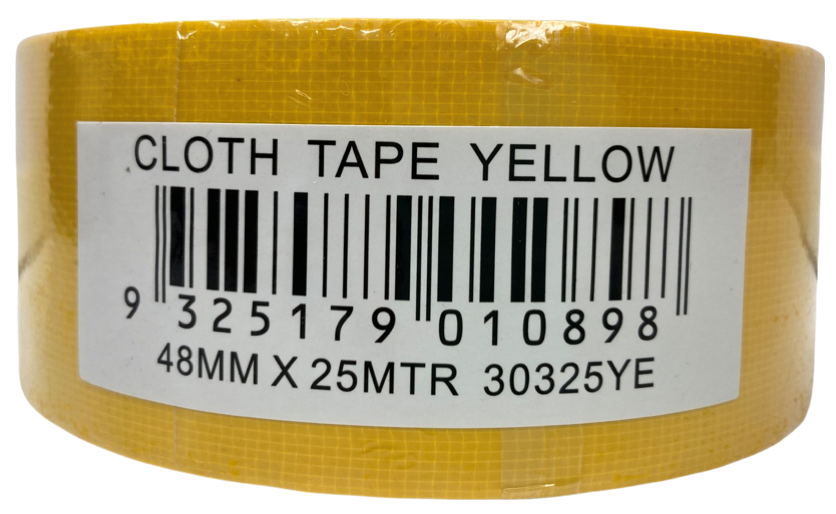 CLOTH TAPE YELLOW
9 325179 010898
48MM X 25MTR 30325YE